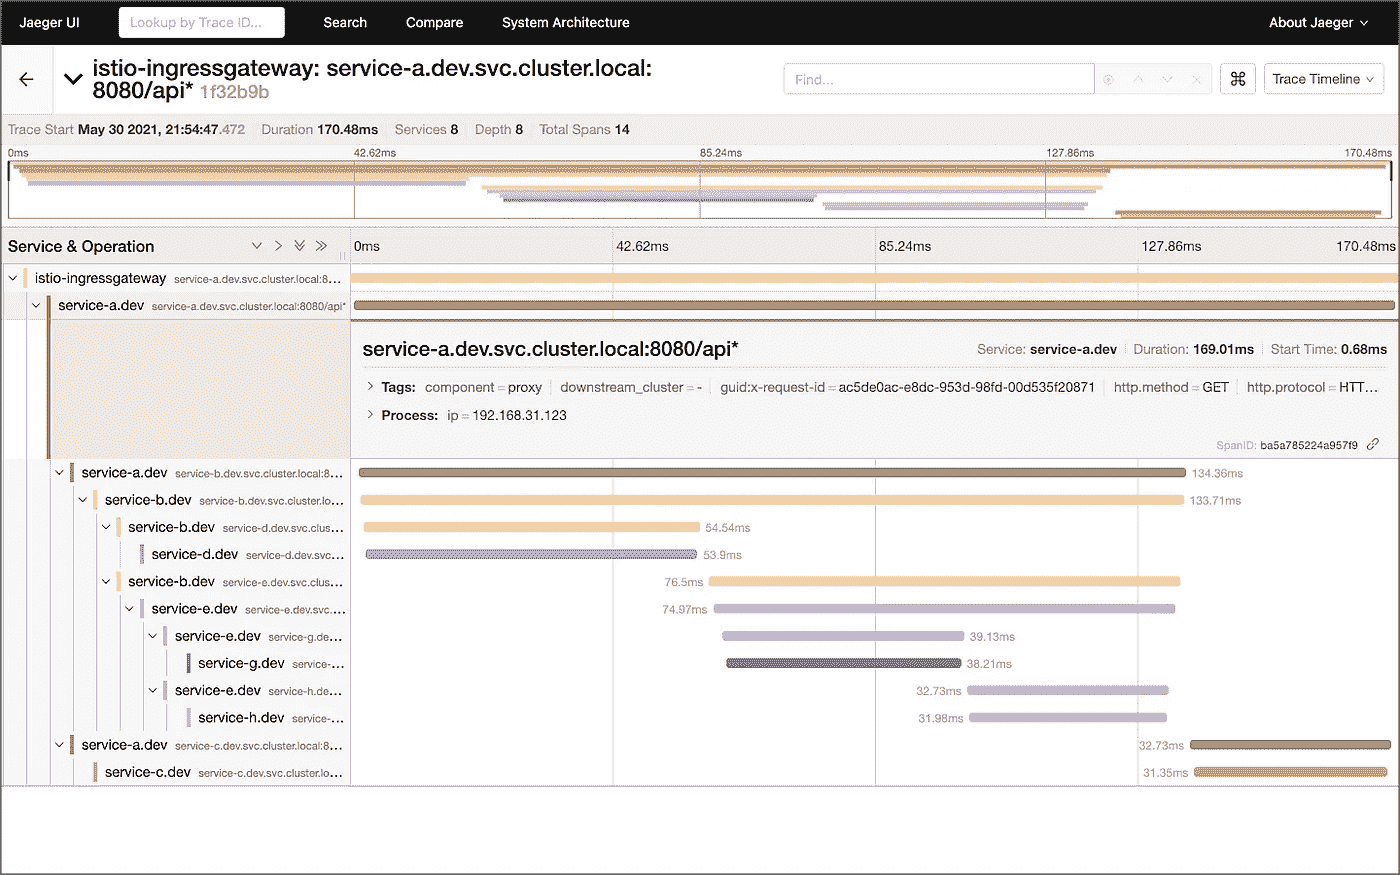 Jaeger UI Lookup by Trace ID... Search Compare System Architecture About Jaeger
istio-ingressgateway: service-a.dev.svc.cluster.local:
8080/api* 1f32b9b
Find... ⌘ Trace Timeline
Trace Start May 30 2021, 21:54:47.472 Duration 170.48ms Services 8 Depth 8 Total Spans 14
0ms 42.62ms 85.24ms 127.86ms 170.48ms
Service & Operation 0ms 42.62ms 85.24ms 127.86ms 170.48ms
istio-ingressgateway service-a.dev.svc.cluster.local:8...
service-a.dev service-a.dev.svc.cluster.local:8080/api*
service-a.dev.svc.cluster.local:8080/api* Service: service-a.dev Duration: 169.01ms Start Time: 0.68ms
Tags: component = proxy downstream_cluster = - guid:x-request-id = ac5de0ac-e8dc-953d-98fd-00d535f20871 http.method = GET http.protocol = HTT...
Process: ip = 192.168.31.123
SpanID: ba5a785224a957f9
service-a.dev service-b.dev.svc.cluster.local:8... 134.36ms
service-b.dev service-b.dev.svc.cluster.lo... 133.71ms
service-b.dev service-d.dev.svc.clus... 54.54ms
service-d.dev service-d.dev.svc.... 53.9ms
service-b.dev service-e.dev.svc.clus... 76.5ms
service-e.dev service-e.dev.svc.... 74.97ms
service-e.dev service-g.de... 39.13ms
service-g.dev service-... 38.21ms
service-e.dev service-h.de... 32.73ms
service-h.dev service-... 31.98ms
service-a.dev service-c.dev.svc.cluster.local:8... 32.73ms
service-c.dev service-c.dev.svc.cluster.lo... 31.35ms